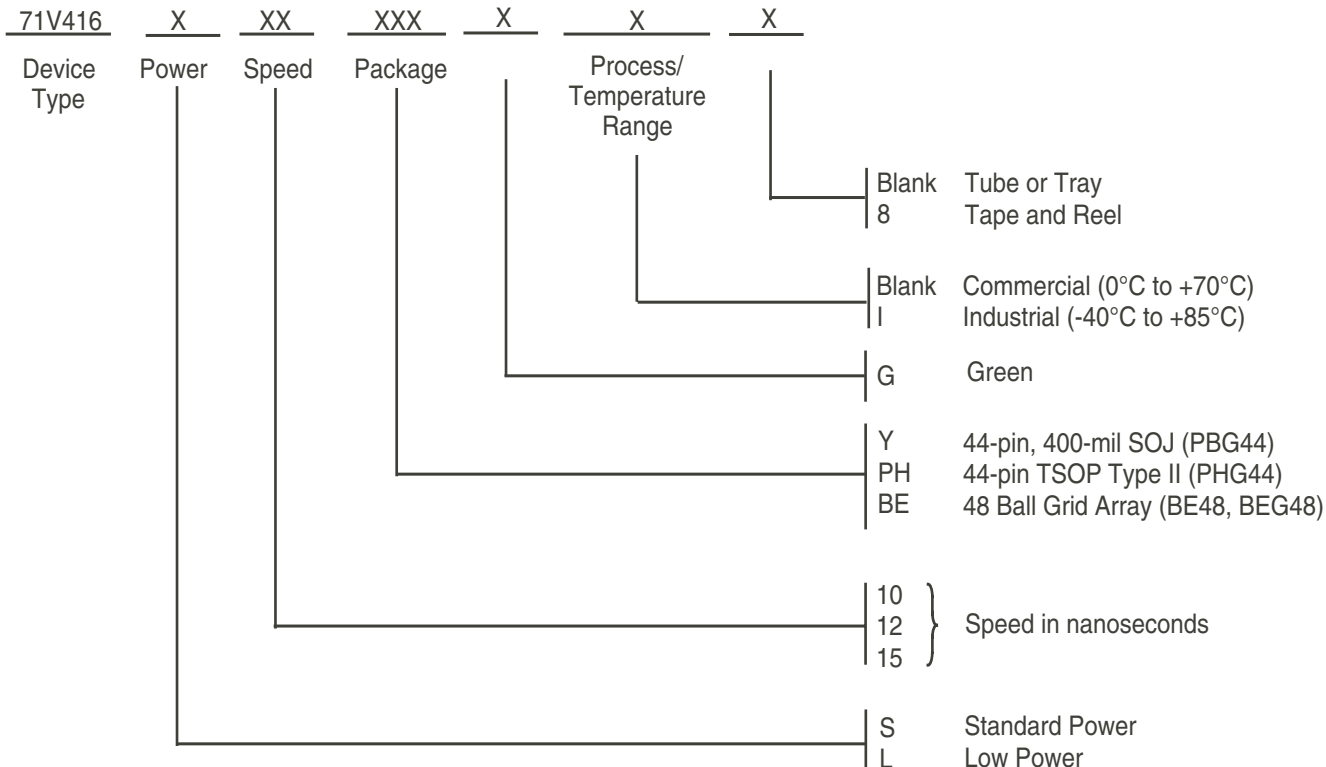 71V416 X XX XXX X X X
Device Type Power Speed Package Process/ Temperature Range
Blank Tube or Tray
8 Tape and Reel
Blank Commercial (0°C to +70°C)
I Industrial (-40°C to +85°C)
G Green
Y 44-pin, 400-mil SOJ (PBG44)
PH 44-pin TSOP Type II (PHG44)
BE 48 Ball Grid Array (BE48, BEG48)
10
12 Speed in nanoseconds
15
S Standard Power
L Low Power